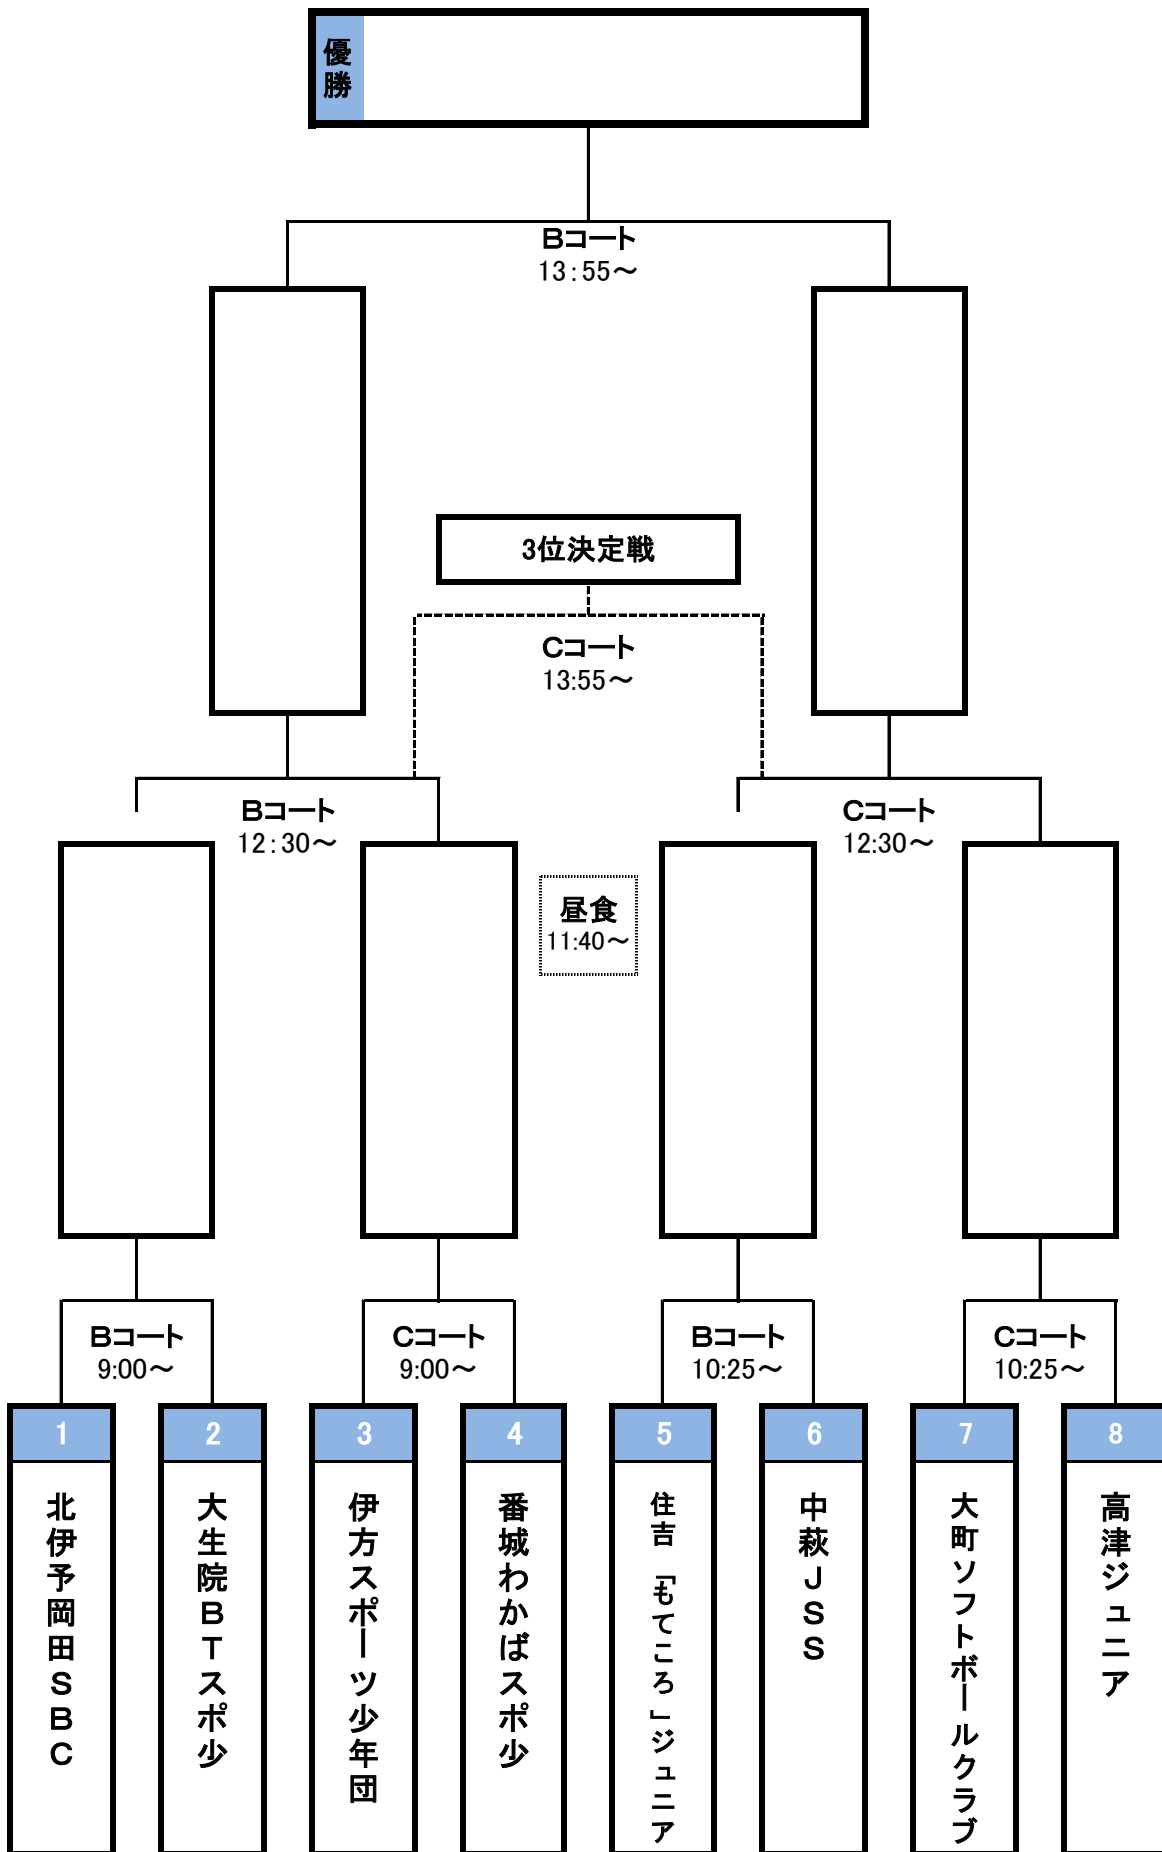 優勝
Bコート
13:55～
3位決定戦
Cコート
13:55～
Bコート
12:30～
Cコート
12:30～
昼食
11:40～
Bコート
9:00～
Cコート
9:00～
Bコート
10:25～
Cコート
10:25～
1
2
3
4
5
6
7
8
北伊予岡田SBC
大生院BTスポ少
伊方スポーツ少年団
番城わかばスポ少
住吉「もてころ」ジュニア
中萩JSS
大町ソフトボールクラブ
高津ジュニア